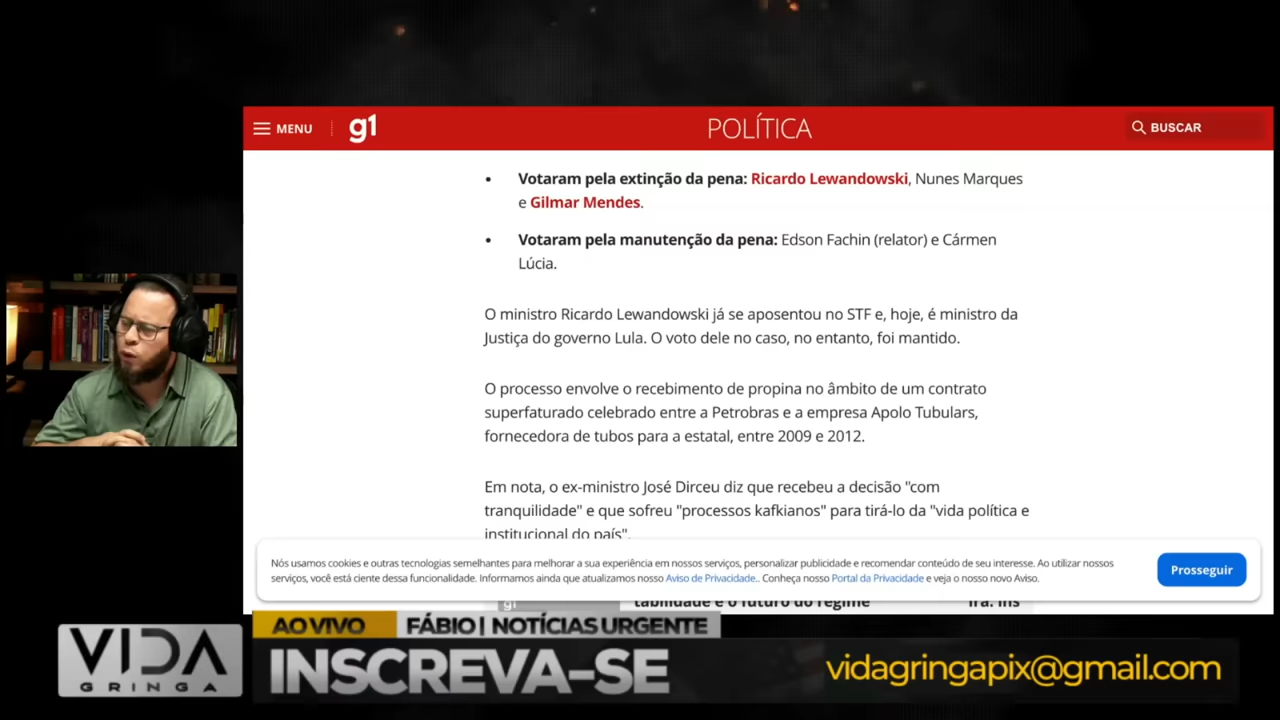 MENU
g1
POLÍTICA
BUSCAR
• Votaram pela extinção da pena: Ricardo Lewandowski, Nunes Marques
e Gilmar Mendes.
• Votaram pela manutenção da pena: Edson Fachin (relator) e Cármen
Lúcia.
O ministro Ricardo Lewandowski já se aposentou no STF e, hoje, é ministro da
Justiça do governo Lula. O voto dele no caso, no entanto, foi mantido.
O processo envolve o recebimento de propina no âmbito de um contrato
superfaturado celebrado entre a Petrobras e a empresa Apolo Tubulars,
fornecedora de tubos para a estatal, entre 2009 e 2012.
Em nota, o ex-ministro José Dirceu diz que recebeu a decisão "com
tranquilidade" e que sofreu "processos kafkianos" para tirá-lo da "vida política e
institucional do país".
Nós usamos cookies e outras tecnologias semelhantes para melhorar a sua experiência em nossos serviços, personalizar publicidade e recomendar conteúdo de seu interesse. Ao utilizar nossos
serviços, você está ciente dessa funcionalidade. Informamos ainda que atualizamos nosso Aviso de Privacidade.. Conheça nosso Portal da Privacidade e veja o nosso novo Aviso.
Prosseguir
g1
tabilidade e o futuro do regime
AO VIVO
FÁBIO | NOTÍCIAS URGENTE
VIDA
GRINGA
INSCREVA-SE
vidagringapix@gmail.com